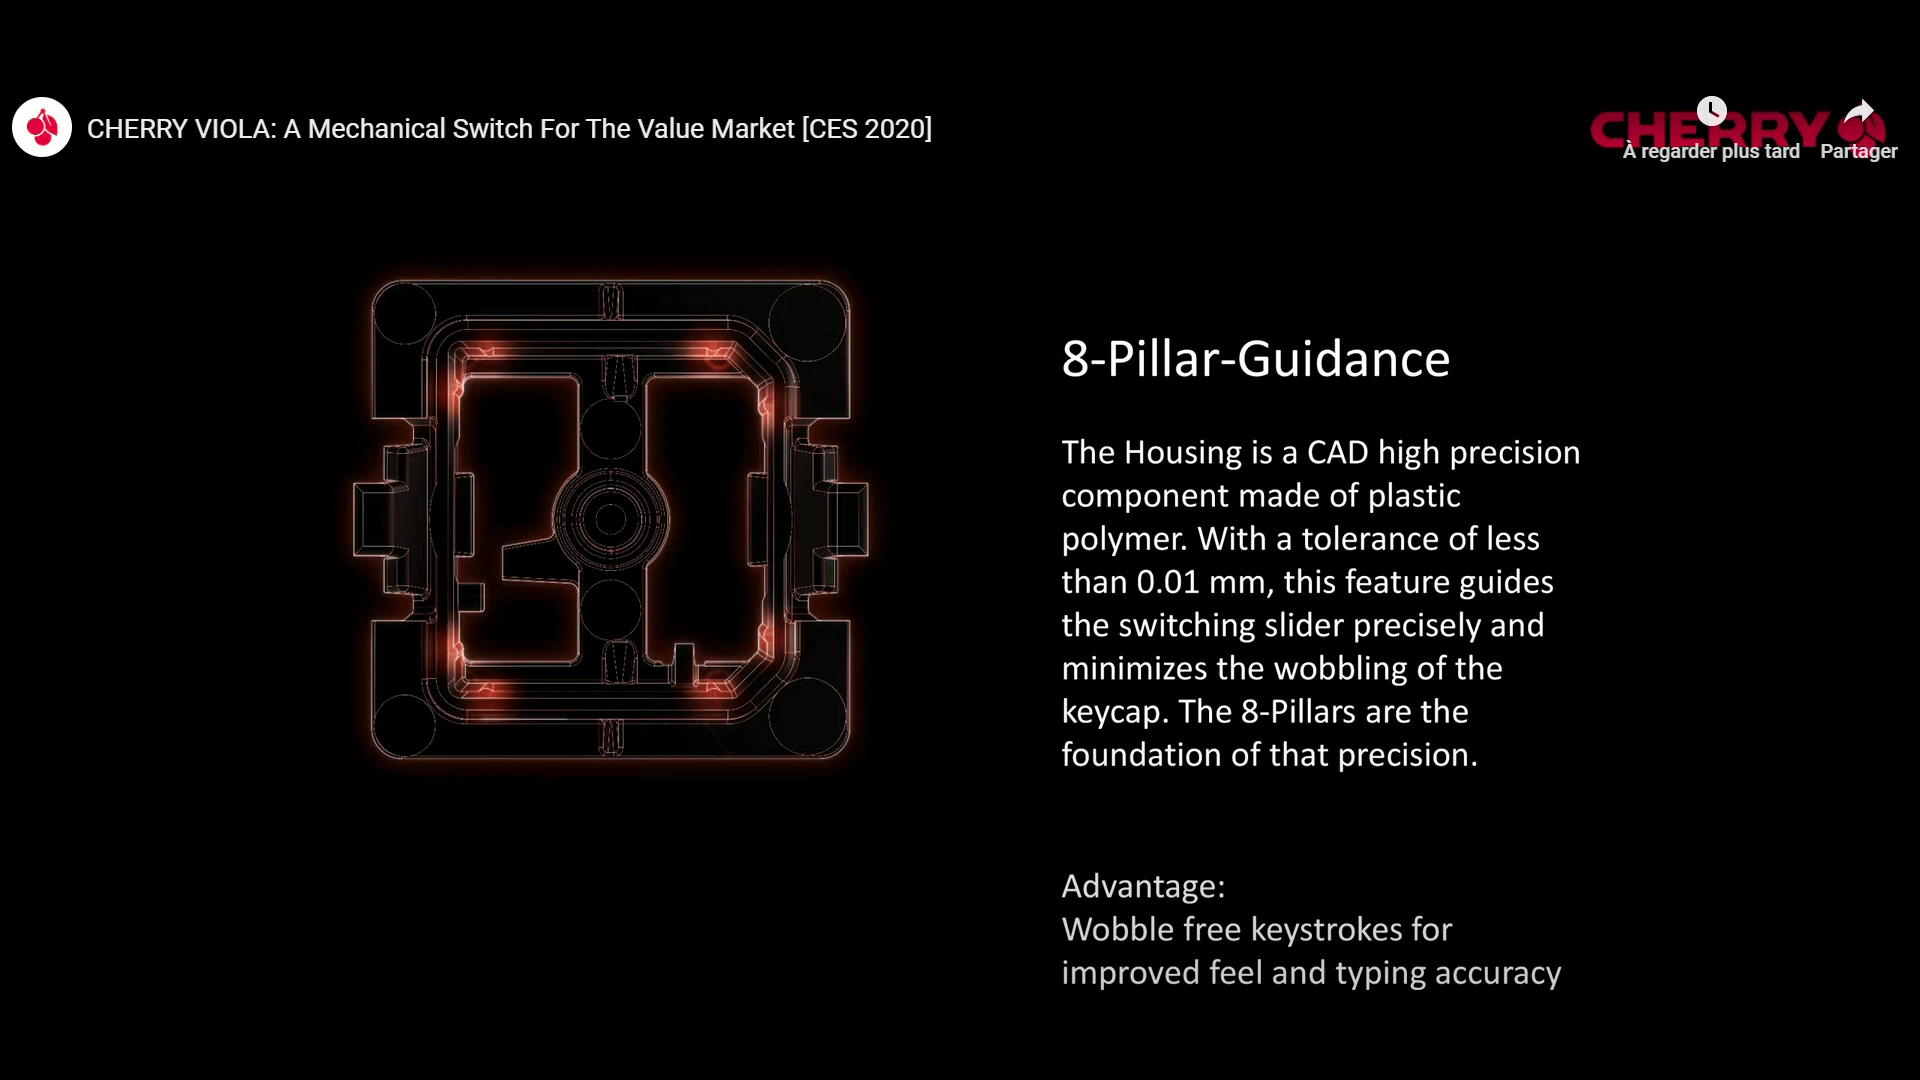 CHERRY VIOLA: A Mechanical Switch For The Value Market [CES 2020]
CHERRY
À regarder plus tard
Partager
8-Pillar-Guidance
The Housing is a CAD high precision
component made of plastic
polymer. With a tolerance of less
than 0.01 mm, this feature guides
the switching slider precisely and
minimizes the wobbling of the
keycap. The 8-Pillars are the
foundation of that precision.
Advantage:
Wobble free keystrokes for
improved feel and typing accuracy